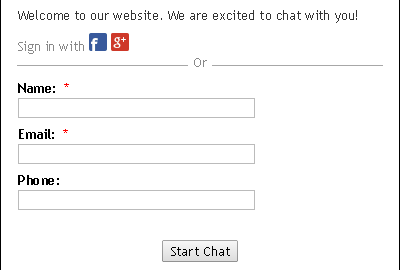 Welcome to our website. We are excited to chat with you!
Sign in with f g+
Or
Name: *
Email: *
Phone:
Start Chat